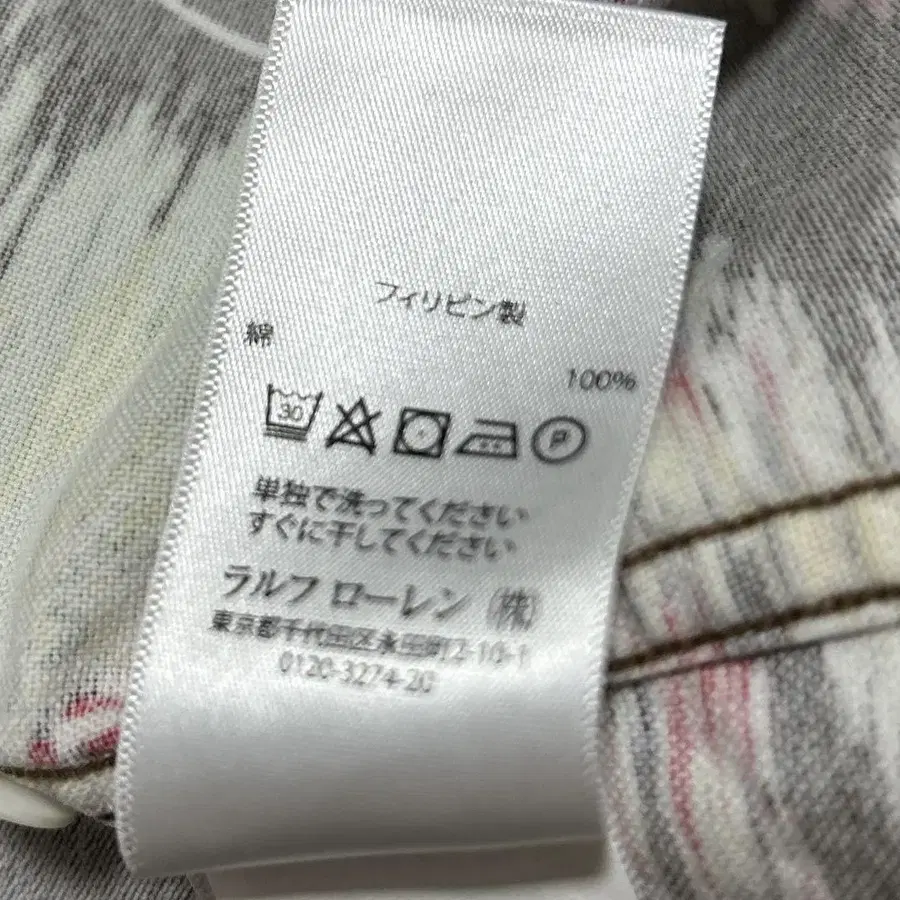 フィリピン製
綿 100%
30 P
単独で洗ってください
すぐに干してください
ラルフ ローレン (株)
東京都千代田区永田町2-10-1
0120-3274-20